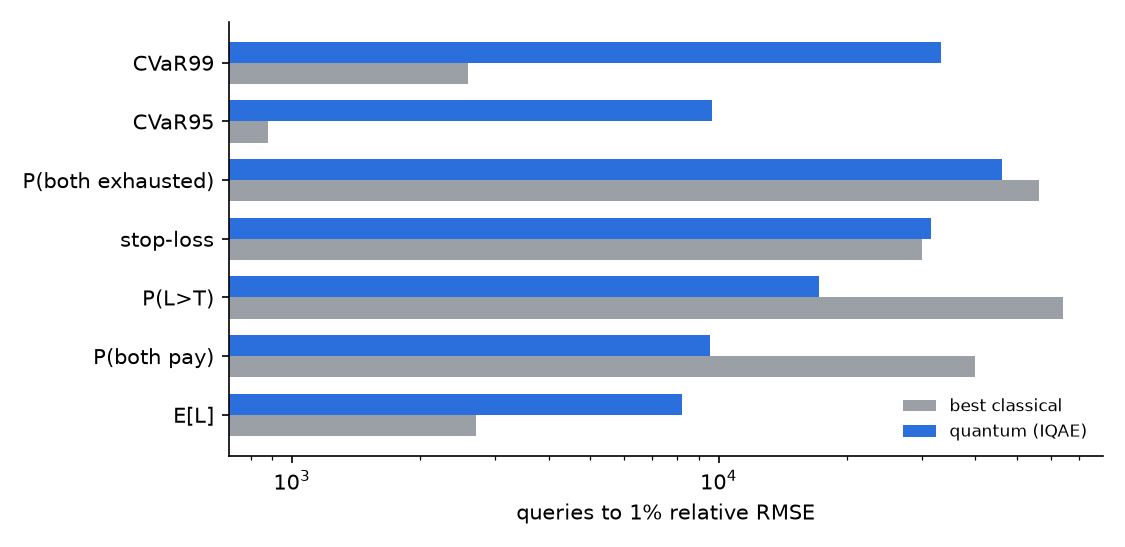 CVaR99
CVaR95
P(both exhausted)
stop-loss
P(L>T)
P(both pay)
E[L]
best classical
quantum (IQAE)
10³ 10⁴
queries to 1% relative RMSE